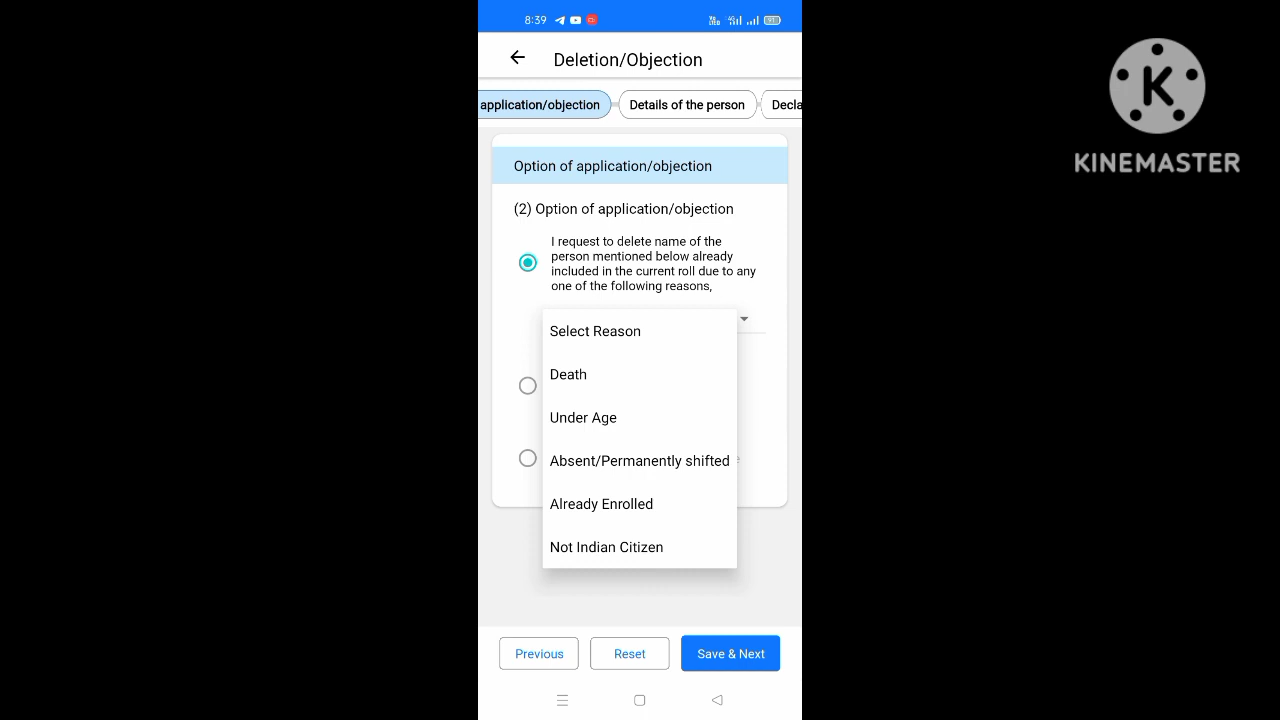 8:39
Deletion/Objection
application/objection
Details of the person
Decla
Option of application/objection
(2) Option of application/objection
I request to delete name of the
person mentioned below already
included in the current roll due to any
one of the following reasons,
Select Reason
Death
Under Age
Absent/Permanently shifted
Already Enrolled
Not Indian Citizen
Previous
Reset
Save & Next
K
KINEMASTER